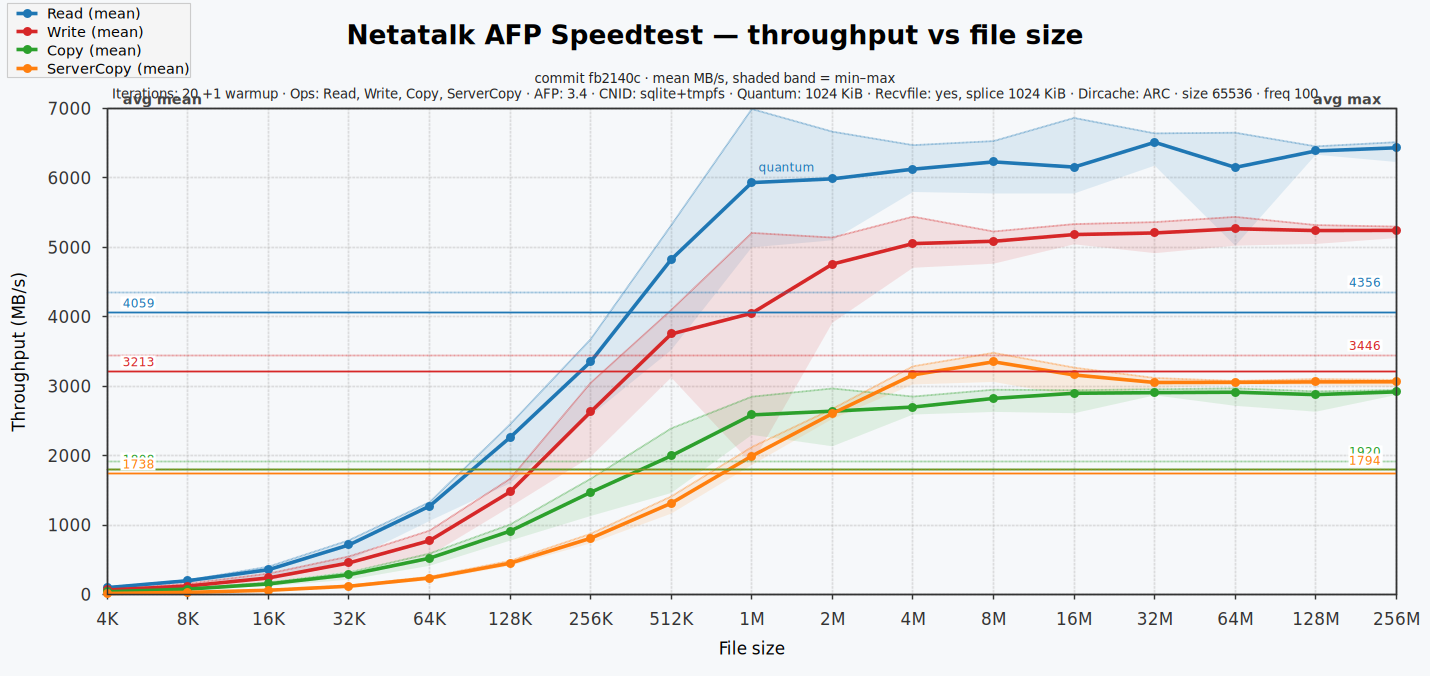 Read (mean)
Write (mean)
Copy (mean)
ServerCopy (mean)
Netatalk AFP Speedtest — throughput vs file size
commit fb2140c · mean MB/s, shaded band = min–max
Iterations: 20 +1 warmup · Ops: Read, Write, Copy, ServerCopy · AFP: 3.4 · CNID: sqlite+tmpfs · Quantum: 1024 KiB · Recvfile: yes, splice 1024 KiB · Dircache: ARC · size 65536 · freq 100
avg mean
avg max
7000
6000
5000
4000
3000
2000
1000
0
Throughput (MB/s)
quantum
4059
4356
3213
3446
1920
1738
1794
4K 8K 16K 32K 64K 128K 256K 512K 1M 2M 4M 8M 16M 32M 64M 128M 256M
File size